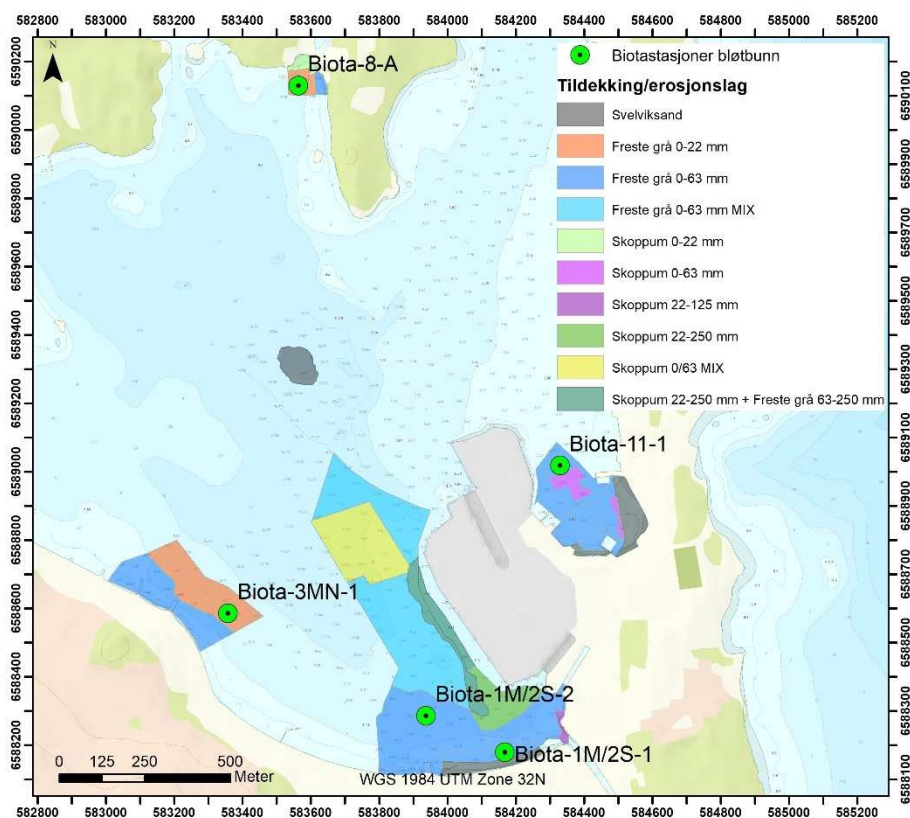 582800 583000 583200 583400 583600 583800 584000 584200 584400 584600 584800 585000 585200
6590200
6590000
6589800
6589600
6589400
6589200
6589000
6588800
6588600
6588400
6588200
N
Biota-8-A
Biotastasjoner bløtbunn
Tildekking/erosjonslag
Svelviksand
Freste grå 0-22 mm
Freste grå 0-63 mm
Freste grå 0-63 mm MIX
Skoppum 0-22 mm
Skoppum 0-63 mm
Skoppum 22-125 mm
Skoppum 22-250 mm
Skoppum 0/63 MIX
Skoppum 22-250 mm + Freste grå 63-250 mm
Biota-11-1
Biota-3MN-1
Biota-1M/2S-2
Biota-1M/2S-1
0 125 250 500
Meter
WGS 1984 UTM Zone 32N
6590100
6589900
6589700
6589500
6589300
6589100
6588900
6588700
6588500
6588300
6588100
582800 583000 583200 583400 583600 583800 584000 584200 584400 584600 584800 585000 585200